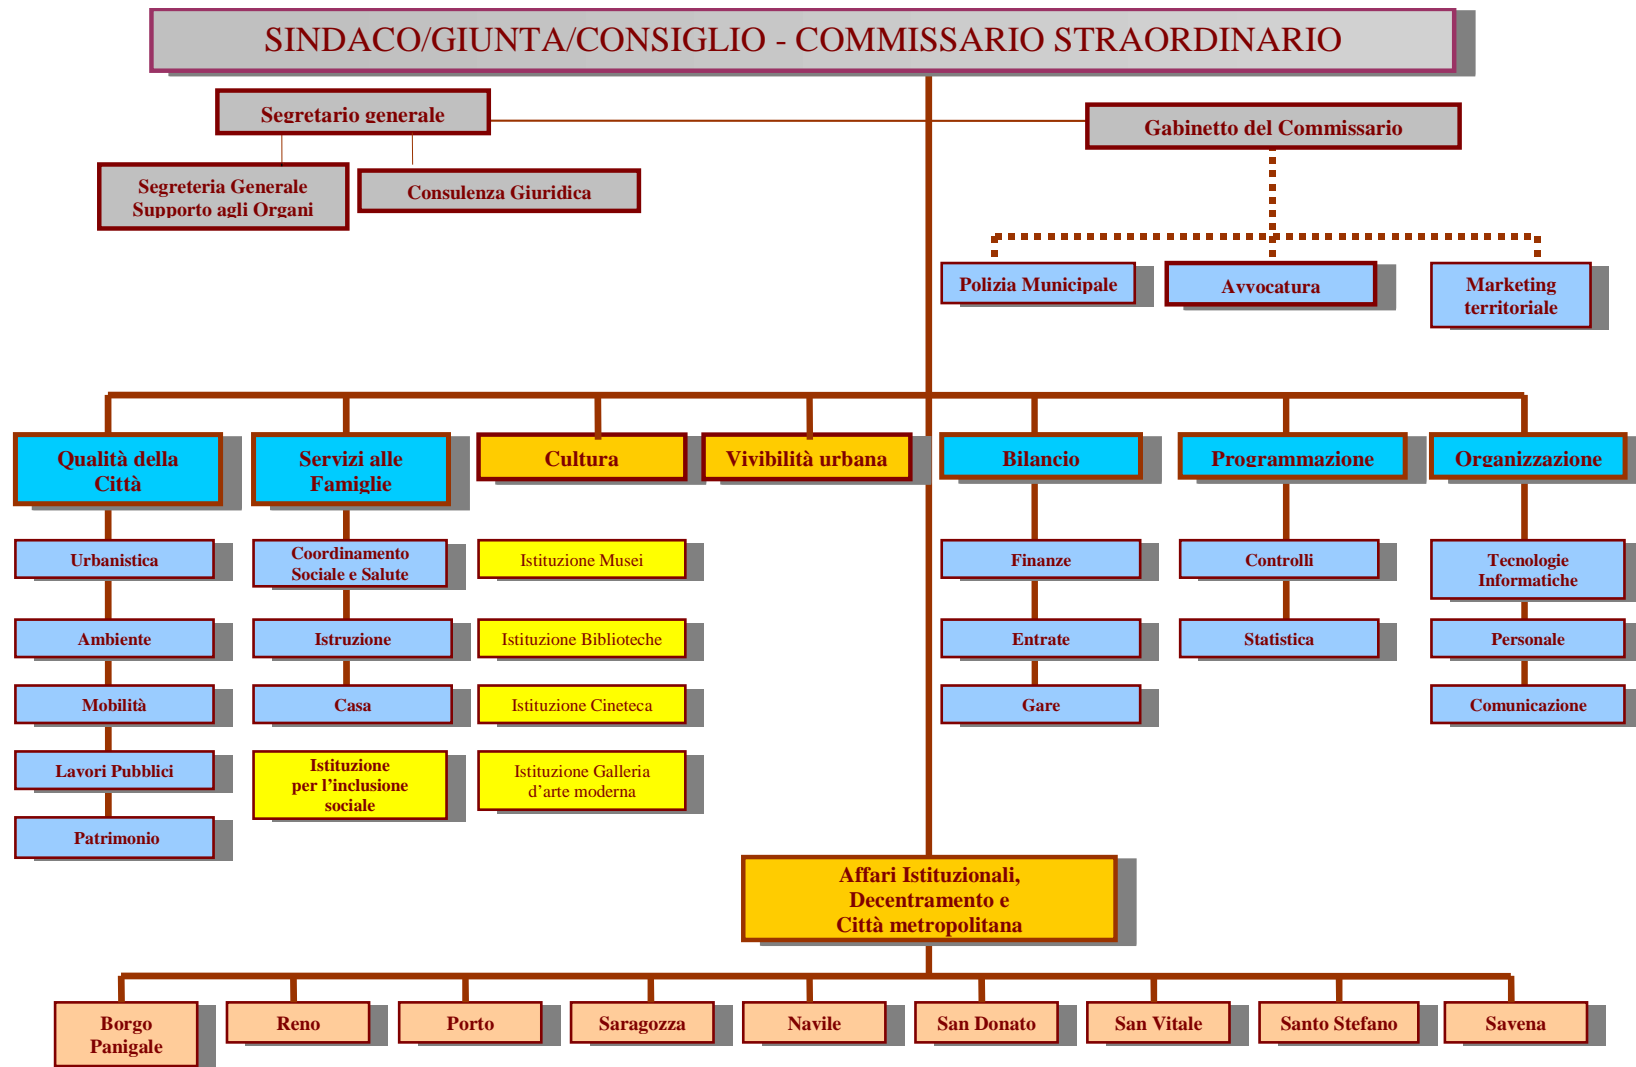 SINDACO/GIUNTA/CONSIGLIO - COMMISSARIO STRAORDINARIO
Segretario generale
Gabinetto del Commissario
Segreteria Generale
Supporto agli Organi
Consulenza Giuridica
Polizia Municipale
Avvocatura
Marketing
territoriale
Qualità della
Città
Servizi alle
Famiglie
Cultura
Vivibilità urbana
Bilancio
Programmazione
Organizzazione
Urbanistica
Coordinamento
Sociale e Salute
Istituzione Musei
Finanze
Controlli
Tecnologie
Informatiche
Ambiente
Istruzione
Istituzione Biblioteche
Entrate
Statistica
Personale
Mobilità
Casa
Istituzione Cineteca
Gare
Comunicazione
Lavori Pubblici
Istituzione
per l'inclusione
sociale
Istituzione Galleria
d'arte moderna
Patrimonio
Affari Istituzionali,
Decentramento e
Città metropolitana
Borgo
Panigale
Reno
Porto
Saragozza
Navile
San Donato
San Vitale
Santo Stefano
Savena